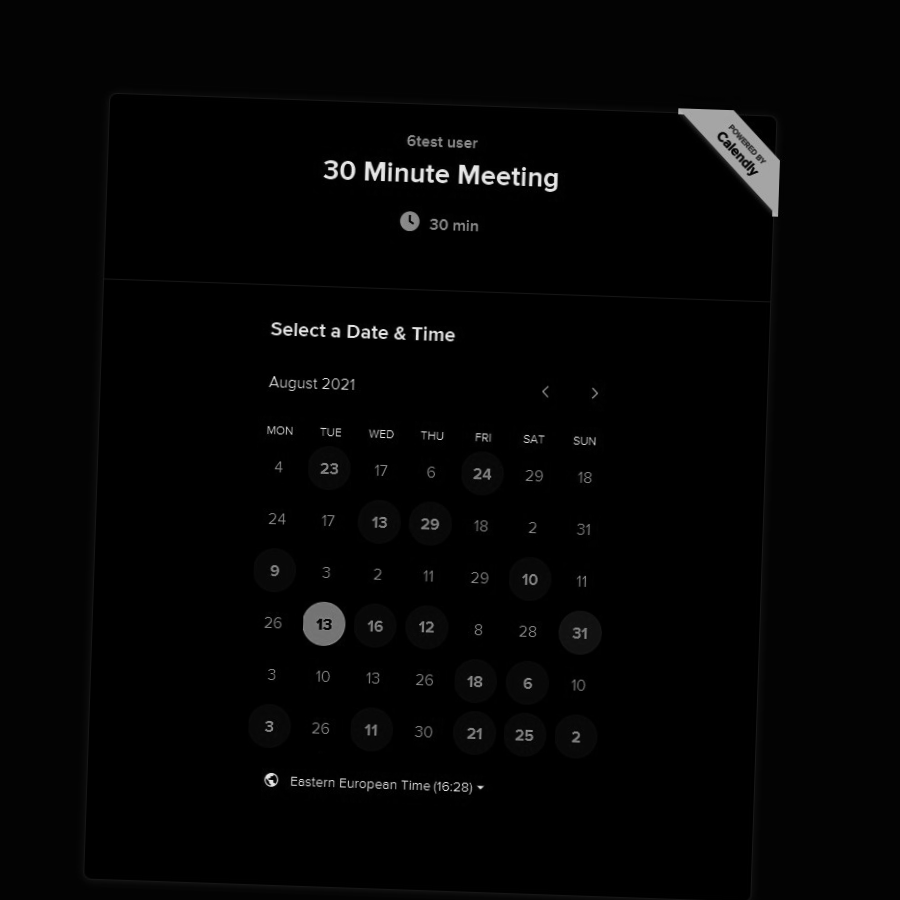 POWERED BY
Calendly
6test user
30 Minute Meeting
30 min
Select a Date & Time
August 2021
MON TUE WED THU FRI SAT SUN
4 23 17 6 24 29 18
24 17 13 29 18 2 31
9 3 2 11 29 10 11
26 13 16 12 8 28 31
3 10 13 26 18 6 10
3 26 11 30 21 25 2
Eastern European Time (16:28)